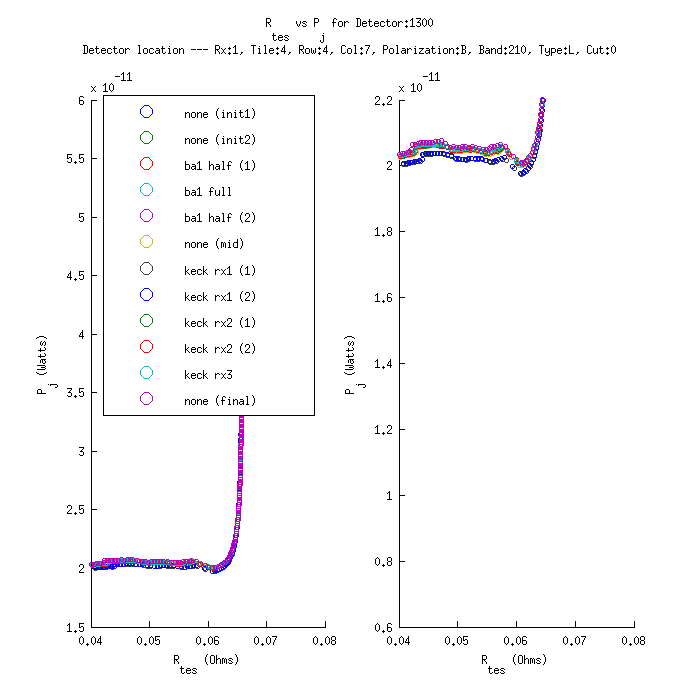 R    vs P  for Detector:1300
tes    j
Detector location --- Rx:1, Tile:4, Row:4, Col:7, Polarization:B, Band:210, Type:L, Cut:0
x 10^-11
6
5.5
5
4.5
4
3.5
3
2.5
2
1.5
0.04 0.05 0.06 0.07 0.08
P_j (Watts)
R_tes (Ohms)
none (init1)
none (init2)
ba1 half (1)
ba1 full
ba1 half (2)
none (mid)
keck rx1 (1)
keck rx1 (2)
keck rx2 (1)
keck rx2 (2)
keck rx3
none (final)
x 10^-11
2.2
2
1.8
1.6
1.4
1.2
1
0.8
0.6
0.04 0.05 0.06 0.07 0.08
P_j (Watts)
R_tes (Ohms)